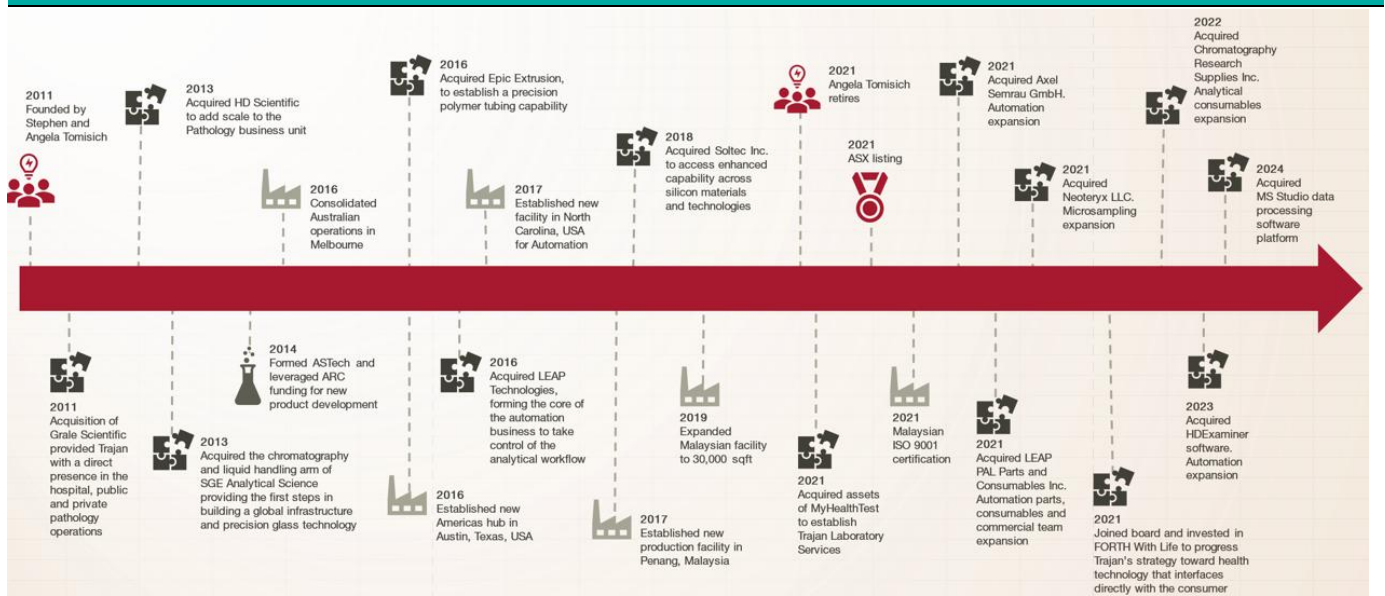 2011
Founded by
Stephen and
Angela Tomisich
2013
Acquired HD Scientific
to add scale to the
Pathology business unit
2016
Consolidated
Australian
operations in
Melbourne
2016
Acquired Epic Extrusion,
to establish a precision
polymer tubing capability
2017
Established new
facility in North
Carolina, USA
for Automation
2018
Acquired Soltec Inc.
to access enhanced
capability across
silicon materials
and technologies
2021
Angela Tomisich
retires
2021
ASX listing
2021
Acquired Axel
Semrau GmbH.
Automation
expansion
2021
Acquired
Neoteryx LLC.
Microsampling
expansion
2022
Acquired
Chromatography
Research
Supplies Inc.
Analytical
consumables
expansion
2024
Acquired
MS Studio data
processing
software
platform
2011
Acquisition of
Grale Scientific
provided Trajan
with a direct
presence in the
hospital, public
and private
pathology
operations
2013
Acquired the chromatography
and liquid handling arm of
SGE Analytical Science
providing the first steps in
building a global infrastructure
and precision glass technology
2014
Formed ASTech and
leveraged ARC
funding for new
product development
2016
Established new
Americas hub in
Austin, Texas, USA
2016
Acquired LEAP
Technologies,
forming the core of
the automation
business to take
control of the
analytical workflow
2017
Established new
production facility in
Penang, Malaysia
2019
Expanded
Malaysian facility
to 30,000 sqft
2021
Acquired assets
of MyHealthTest
to establish
Trajan Laboratory
Services
2021
Malaysian
ISO 9001
certification
2021
Acquired LEAP
PAL Parts and
Consumables Inc.
Automation parts,
consumables and
commercial team
expansion
2021
Joined board and invested in
FORTH With Life to progress
Trajan's strategy toward health
technology that interfaces
directly with the consumer
2023
Acquired
HDExaminer
software.
Automation
expansion